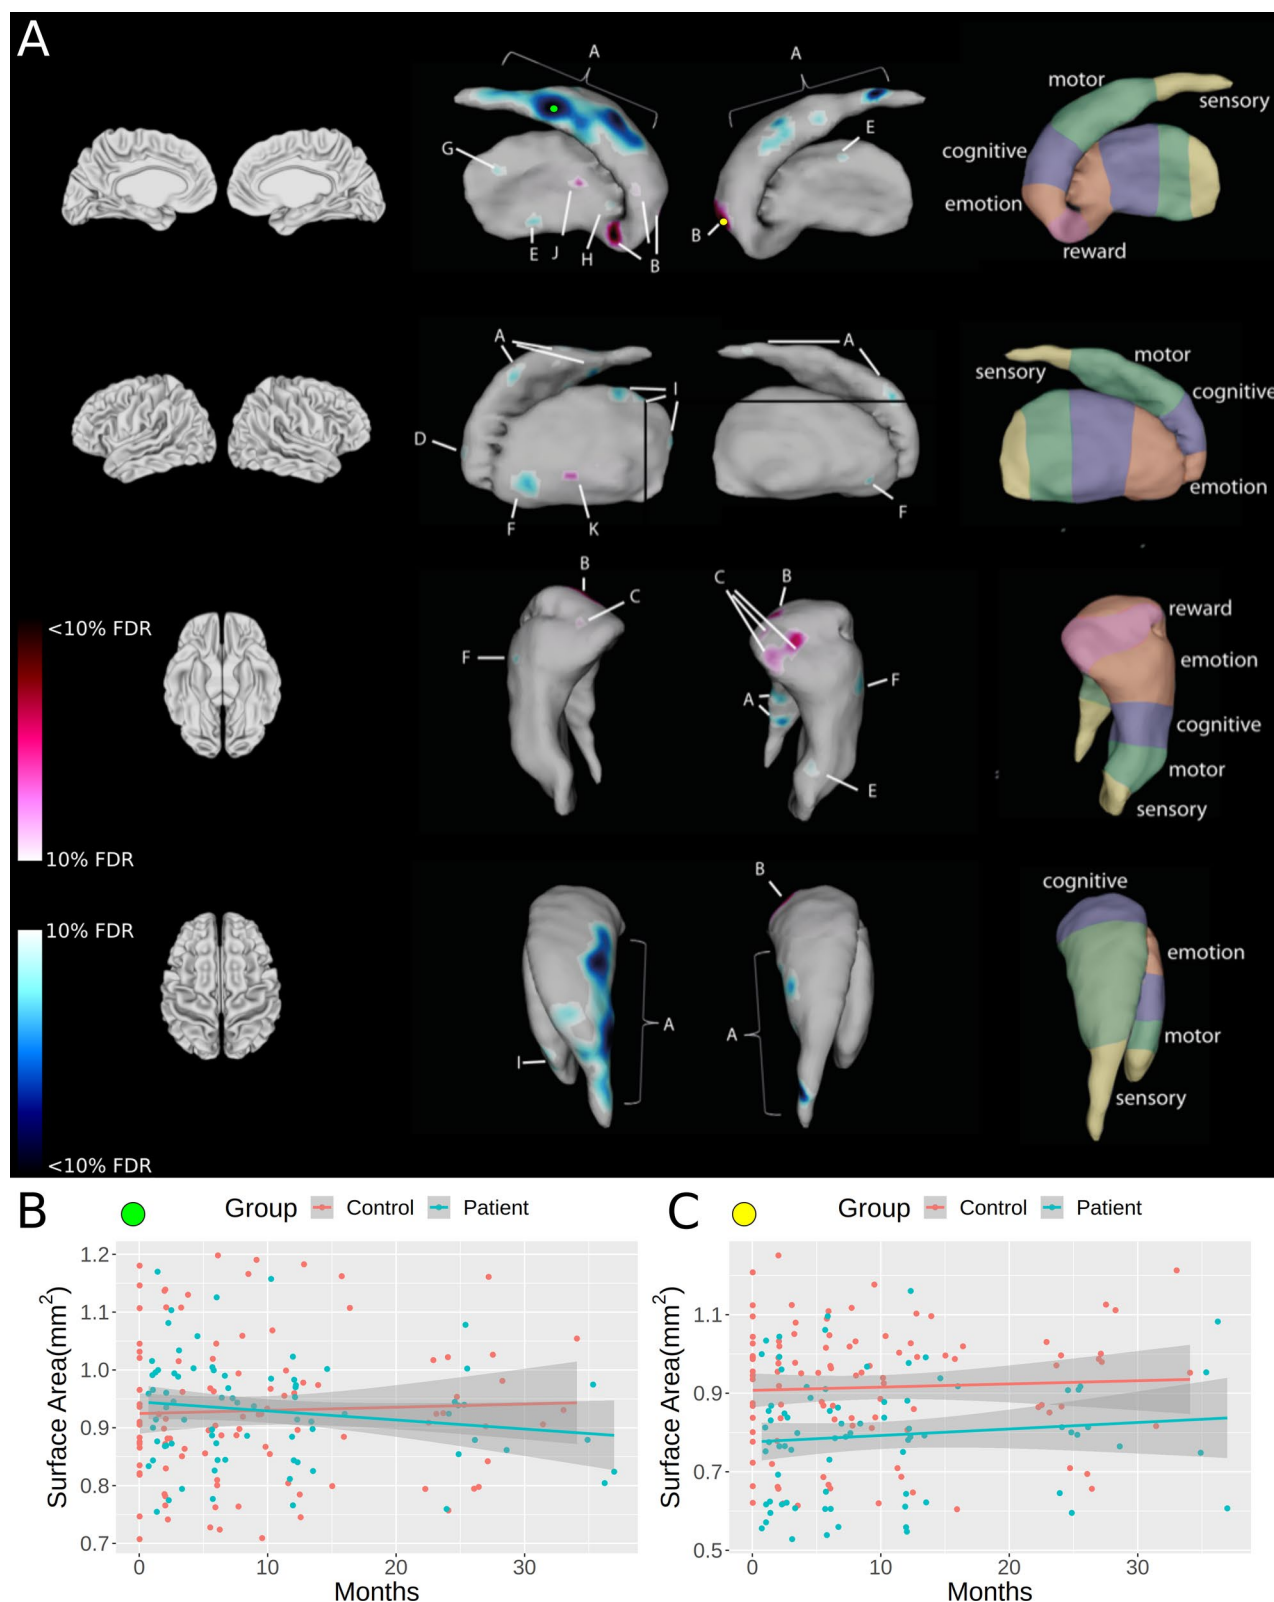 A
A
A
motor
sensory
G
E
cognitive
emotion
B
reward
E
J
H
B
A
A
motor
sensory
cognitive
I
D
emotion
F
K
F
B
C
B
C
reward
<10% FDR
F
emotion
F
A
cognitive
motor
E
sensory
10% FDR
B
cognitive
10% FDR
emotion
A
A
motor
I
sensory
<10% FDR
B Group Control Patient
C Group Control Patient
1.2
1.1
1.0
0.9
0.8
0.7
Surface Area(mm²)
0 10 20 30
Months
1.1
0.9
0.7
0.5
Surface Area(mm²)
0 10 20 30
Months